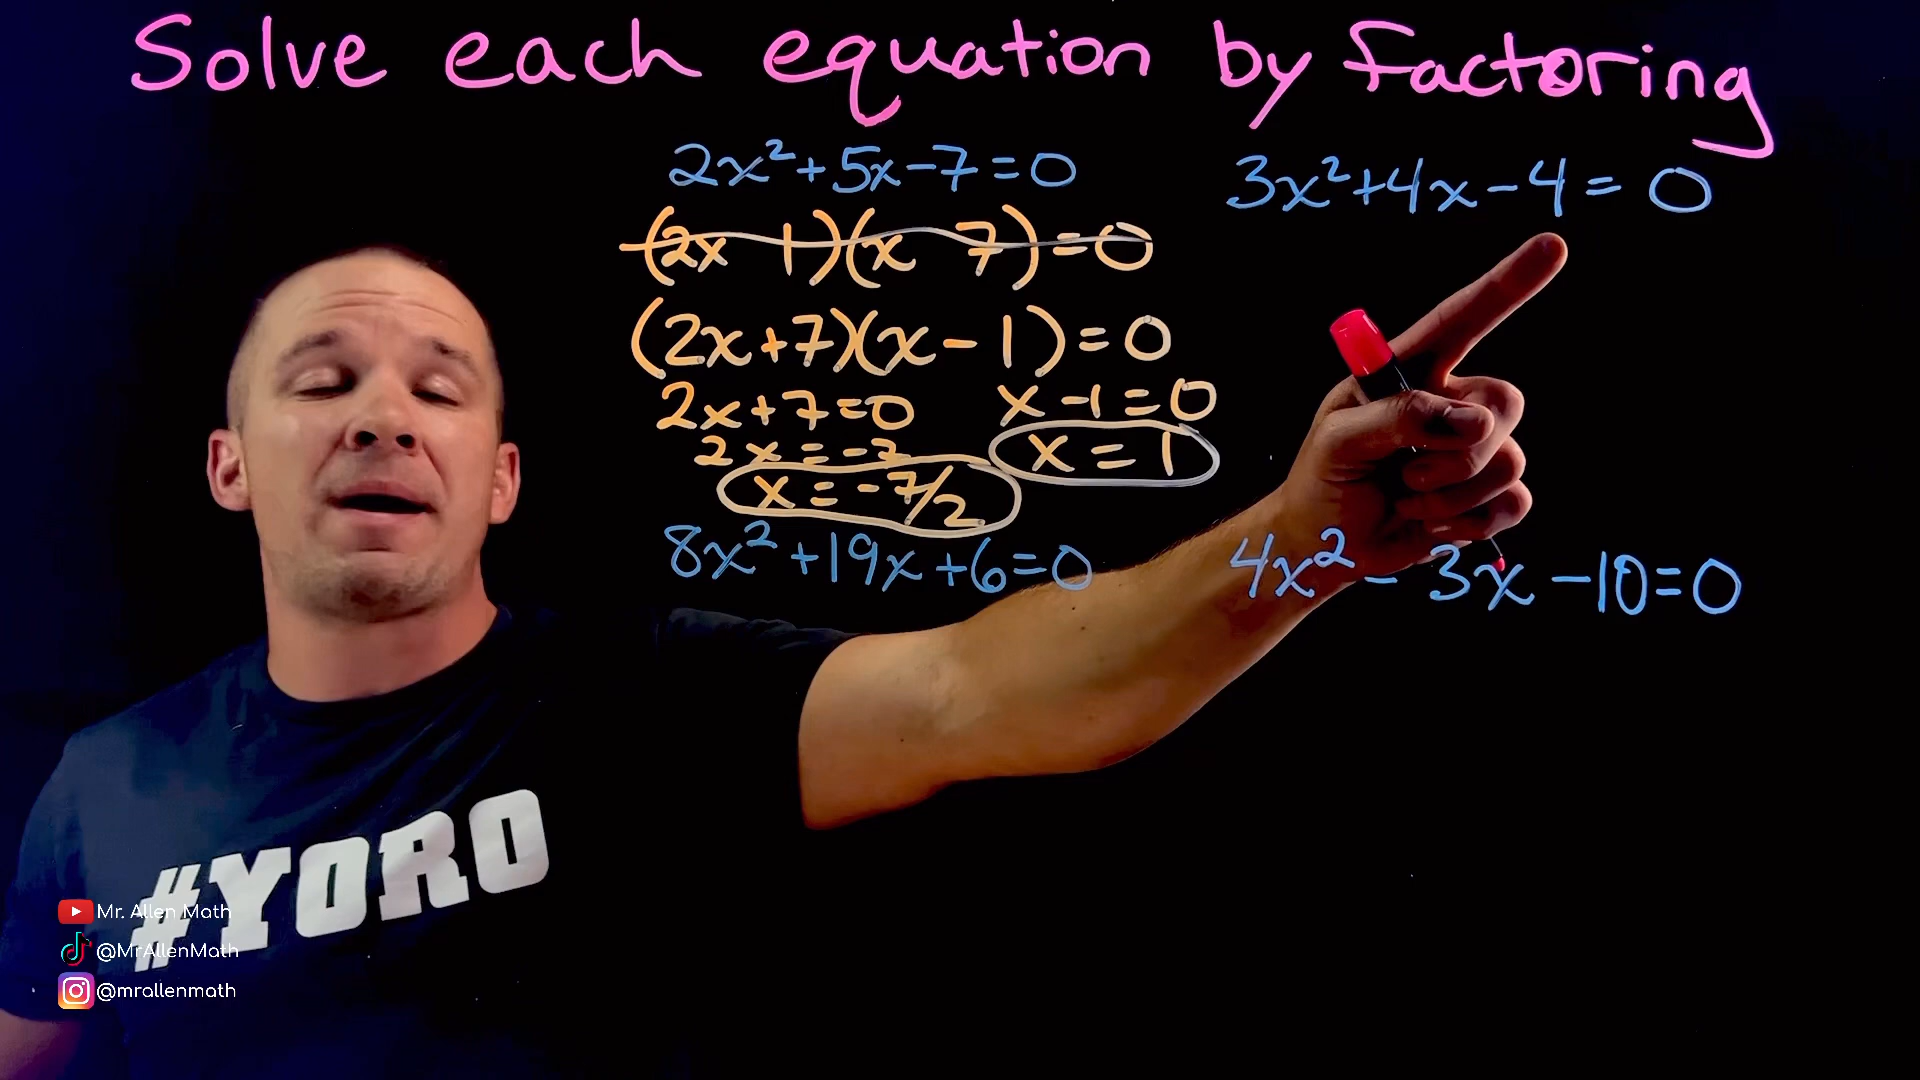 Solve each equation by factoring
2x²+5x-7=0
(2x 1)(x 7)=0
(2x+7)(x-1)=0
2x+7=0 x-1=0
2x=-7 x=1
x=-7/2
3x²+4x-4=0
8x²+19x+6=0
4x²-3x-10=0
#YORO
Mr. Allen Math
@MrAllenMath
@mrallenmath